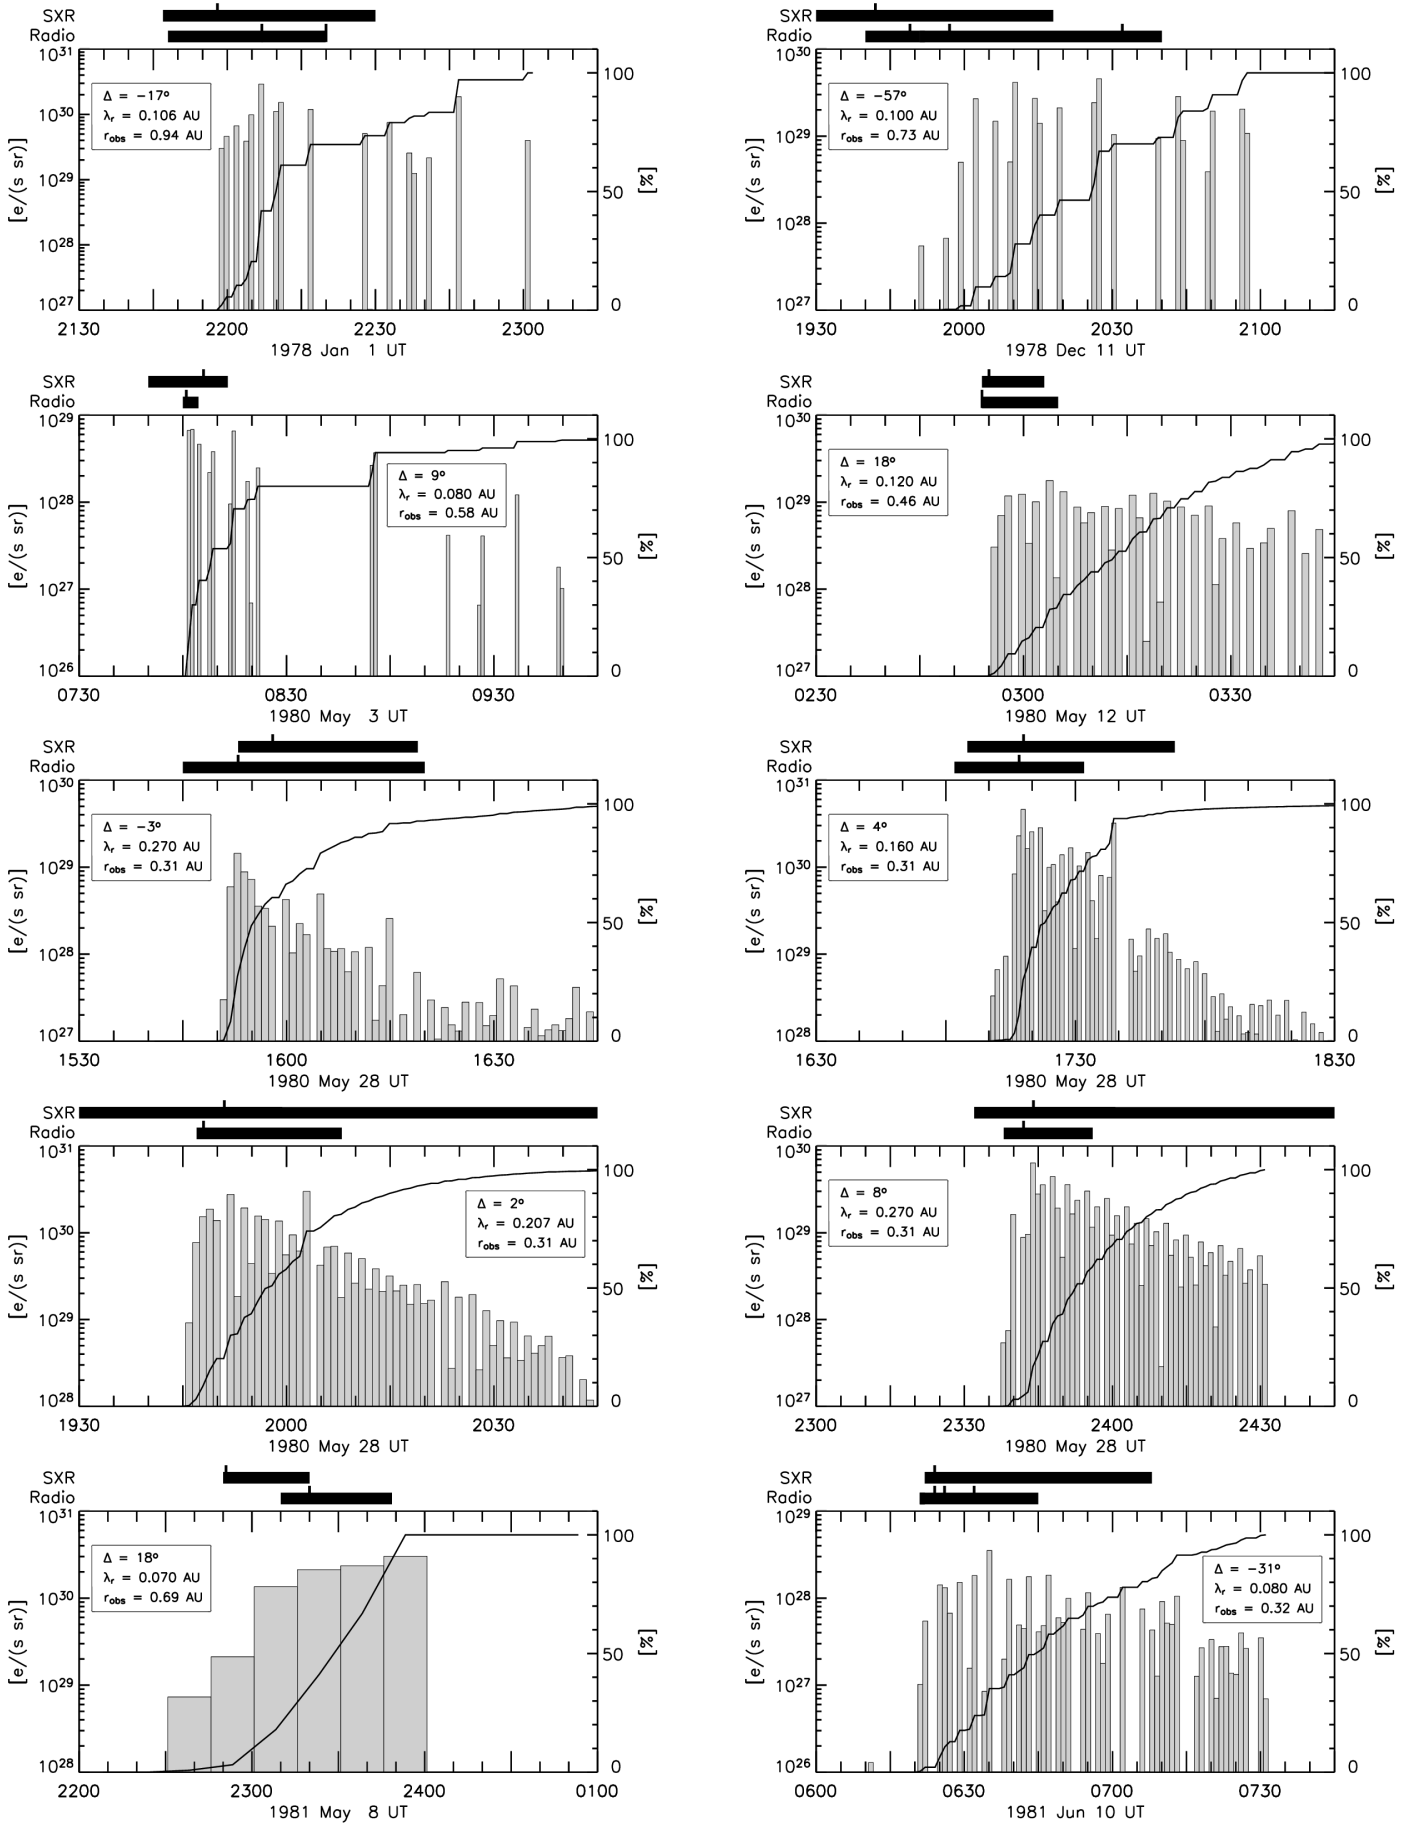 SXR
Radio
10^31
10^30
10^29
10^28
10^27
[e/(s sr)]
Δ = −17°
λr = 0.106 AU
robs = 0.94 AU
100
50
0
[%]
2130 2200 2230 2300
1978 Jan 1 UT
SXR
Radio
10^30
10^29
10^28
10^27
[e/(s sr)]
Δ = −57°
λr = 0.100 AU
robs = 0.73 AU
100
50
0
[%]
1930 2000 2030 2100
1978 Dec 11 UT
SXR
Radio
10^29
10^28
10^27
10^26
[e/(s sr)]
Δ = 9°
λr = 0.080 AU
robs = 0.58 AU
100
50
0
[%]
0730 0830 0930
1980 May 3 UT
SXR
Radio
10^30
10^29
10^28
10^27
[e/(s sr)]
Δ = 18°
λr = 0.120 AU
robs = 0.46 AU
100
50
0
[%]
0230 0300 0330
1980 May 12 UT
SXR
Radio
10^30
10^29
10^28
10^27
[e/(s sr)]
Δ = −3°
λr = 0.270 AU
robs = 0.31 AU
100
50
0
[%]
1530 1600 1630
1980 May 28 UT
SXR
Radio
10^31
10^30
10^29
10^28
[e/(s sr)]
Δ = 4°
λr = 0.160 AU
robs = 0.31 AU
100
50
0
[%]
1630 1730 1830
1980 May 28 UT
SXR
Radio
10^31
10^30
10^29
10^28
[e/(s sr)]
Δ = 2°
λr = 0.207 AU
robs = 0.31 AU
100
50
0
[%]
1930 2000 2030
1980 May 28 UT
SXR
Radio
10^30
10^29
10^28
10^27
[e/(s sr)]
Δ = 8°
λr = 0.270 AU
robs = 0.31 AU
100
50
0
[%]
2300 2330 2400 2430
1980 May 28 UT
SXR
Radio
10^31
10^30
10^29
10^28
[e/(s sr)]
Δ = 18°
λr = 0.070 AU
robs = 0.69 AU
100
50
0
[%]
2200 2300 2400 0100
1981 May 8 UT
SXR
Radio
10^29
10^28
10^27
10^26
[e/(s sr)]
Δ = −31°
λr = 0.080 AU
robs = 0.32 AU
100
50
0
[%]
0600 0630 0700 0730
1981 Jun 10 UT